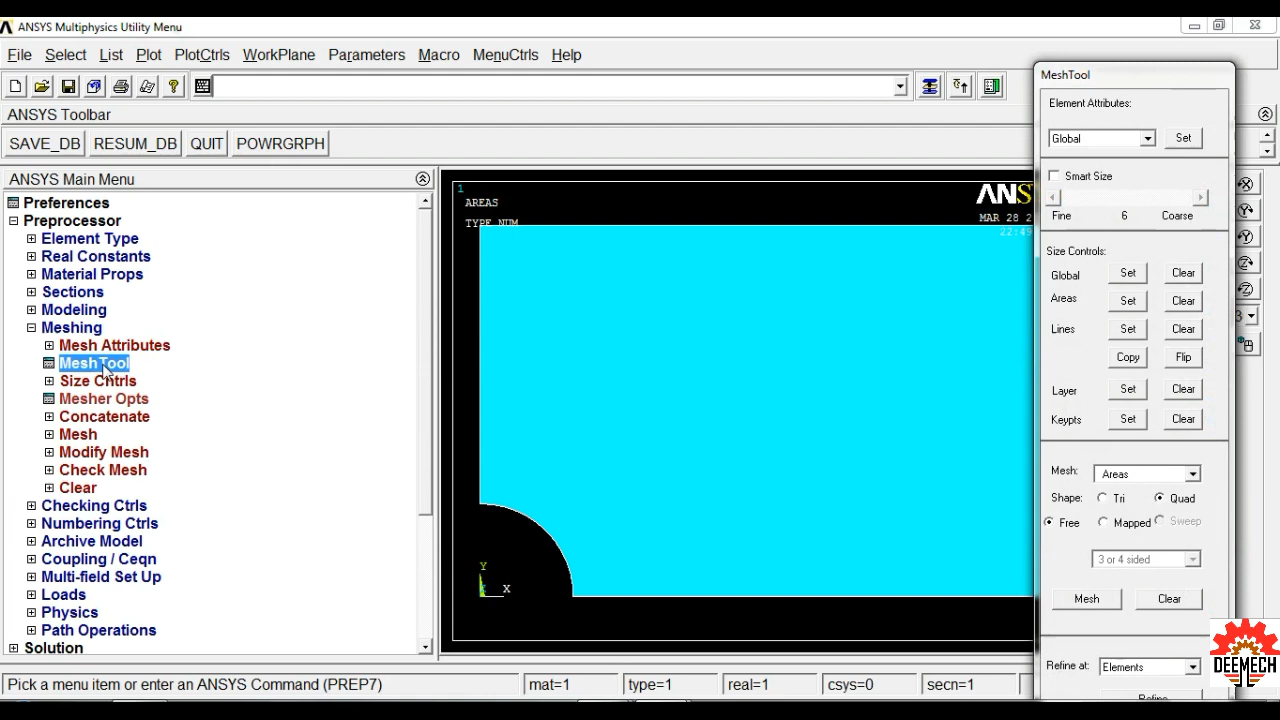 ANSYS Multiphysics Utility Menu
File Select List Plot PlotCtrls WorkPlane Parameters Macro MenuCtrls Help
ANSYS Toolbar
SAVE_DB RESUM_DB QUIT POWRGRPH
ANSYS Main Menu
Preferences
Preprocessor
Element Type
Real Constants
Material Props
Sections
Modeling
Meshing
Mesh Attributes
MeshTool
Size Cntrls
Mesher Opts
Concatenate
Mesh
Modify Mesh
Check Mesh
Clear
Checking Ctrls
Numbering Ctrls
Archive Model
Coupling / Ceqn
Multi-field Set Up
Loads
Physics
Path Operations
Solution
1
AREAS
TYPE NUM
ANS
MAR 28 2
22:49
Y
X
MeshTool
Element Attributes:
Global Set
Smart Size
Fine 6 Coarse
Size Controls:
Global Set Clear
Areas Set Clear
Lines Set Clear
Copy Flip
Layer Set Clear
Keypts Set Clear
Mesh: Areas
Shape: Tri Quad
Free Mapped Sweep
3 or 4 sided
Mesh Clear
Refine at: Elements
Refine
3
DEEMECH
Pick a menu item or enter an ANSYS Command (PREP7) mat=1 type=1 real=1 csys=0 secn=1